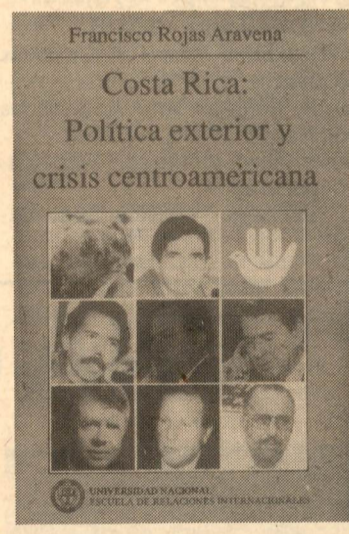 Francisco Rojas Aravena
Costa Rica:
Política exterior y
crisis centroamericana
UNIVERSIDAD NACIONAL
ESCUELA DE RELACIONES INTERNACIONALES